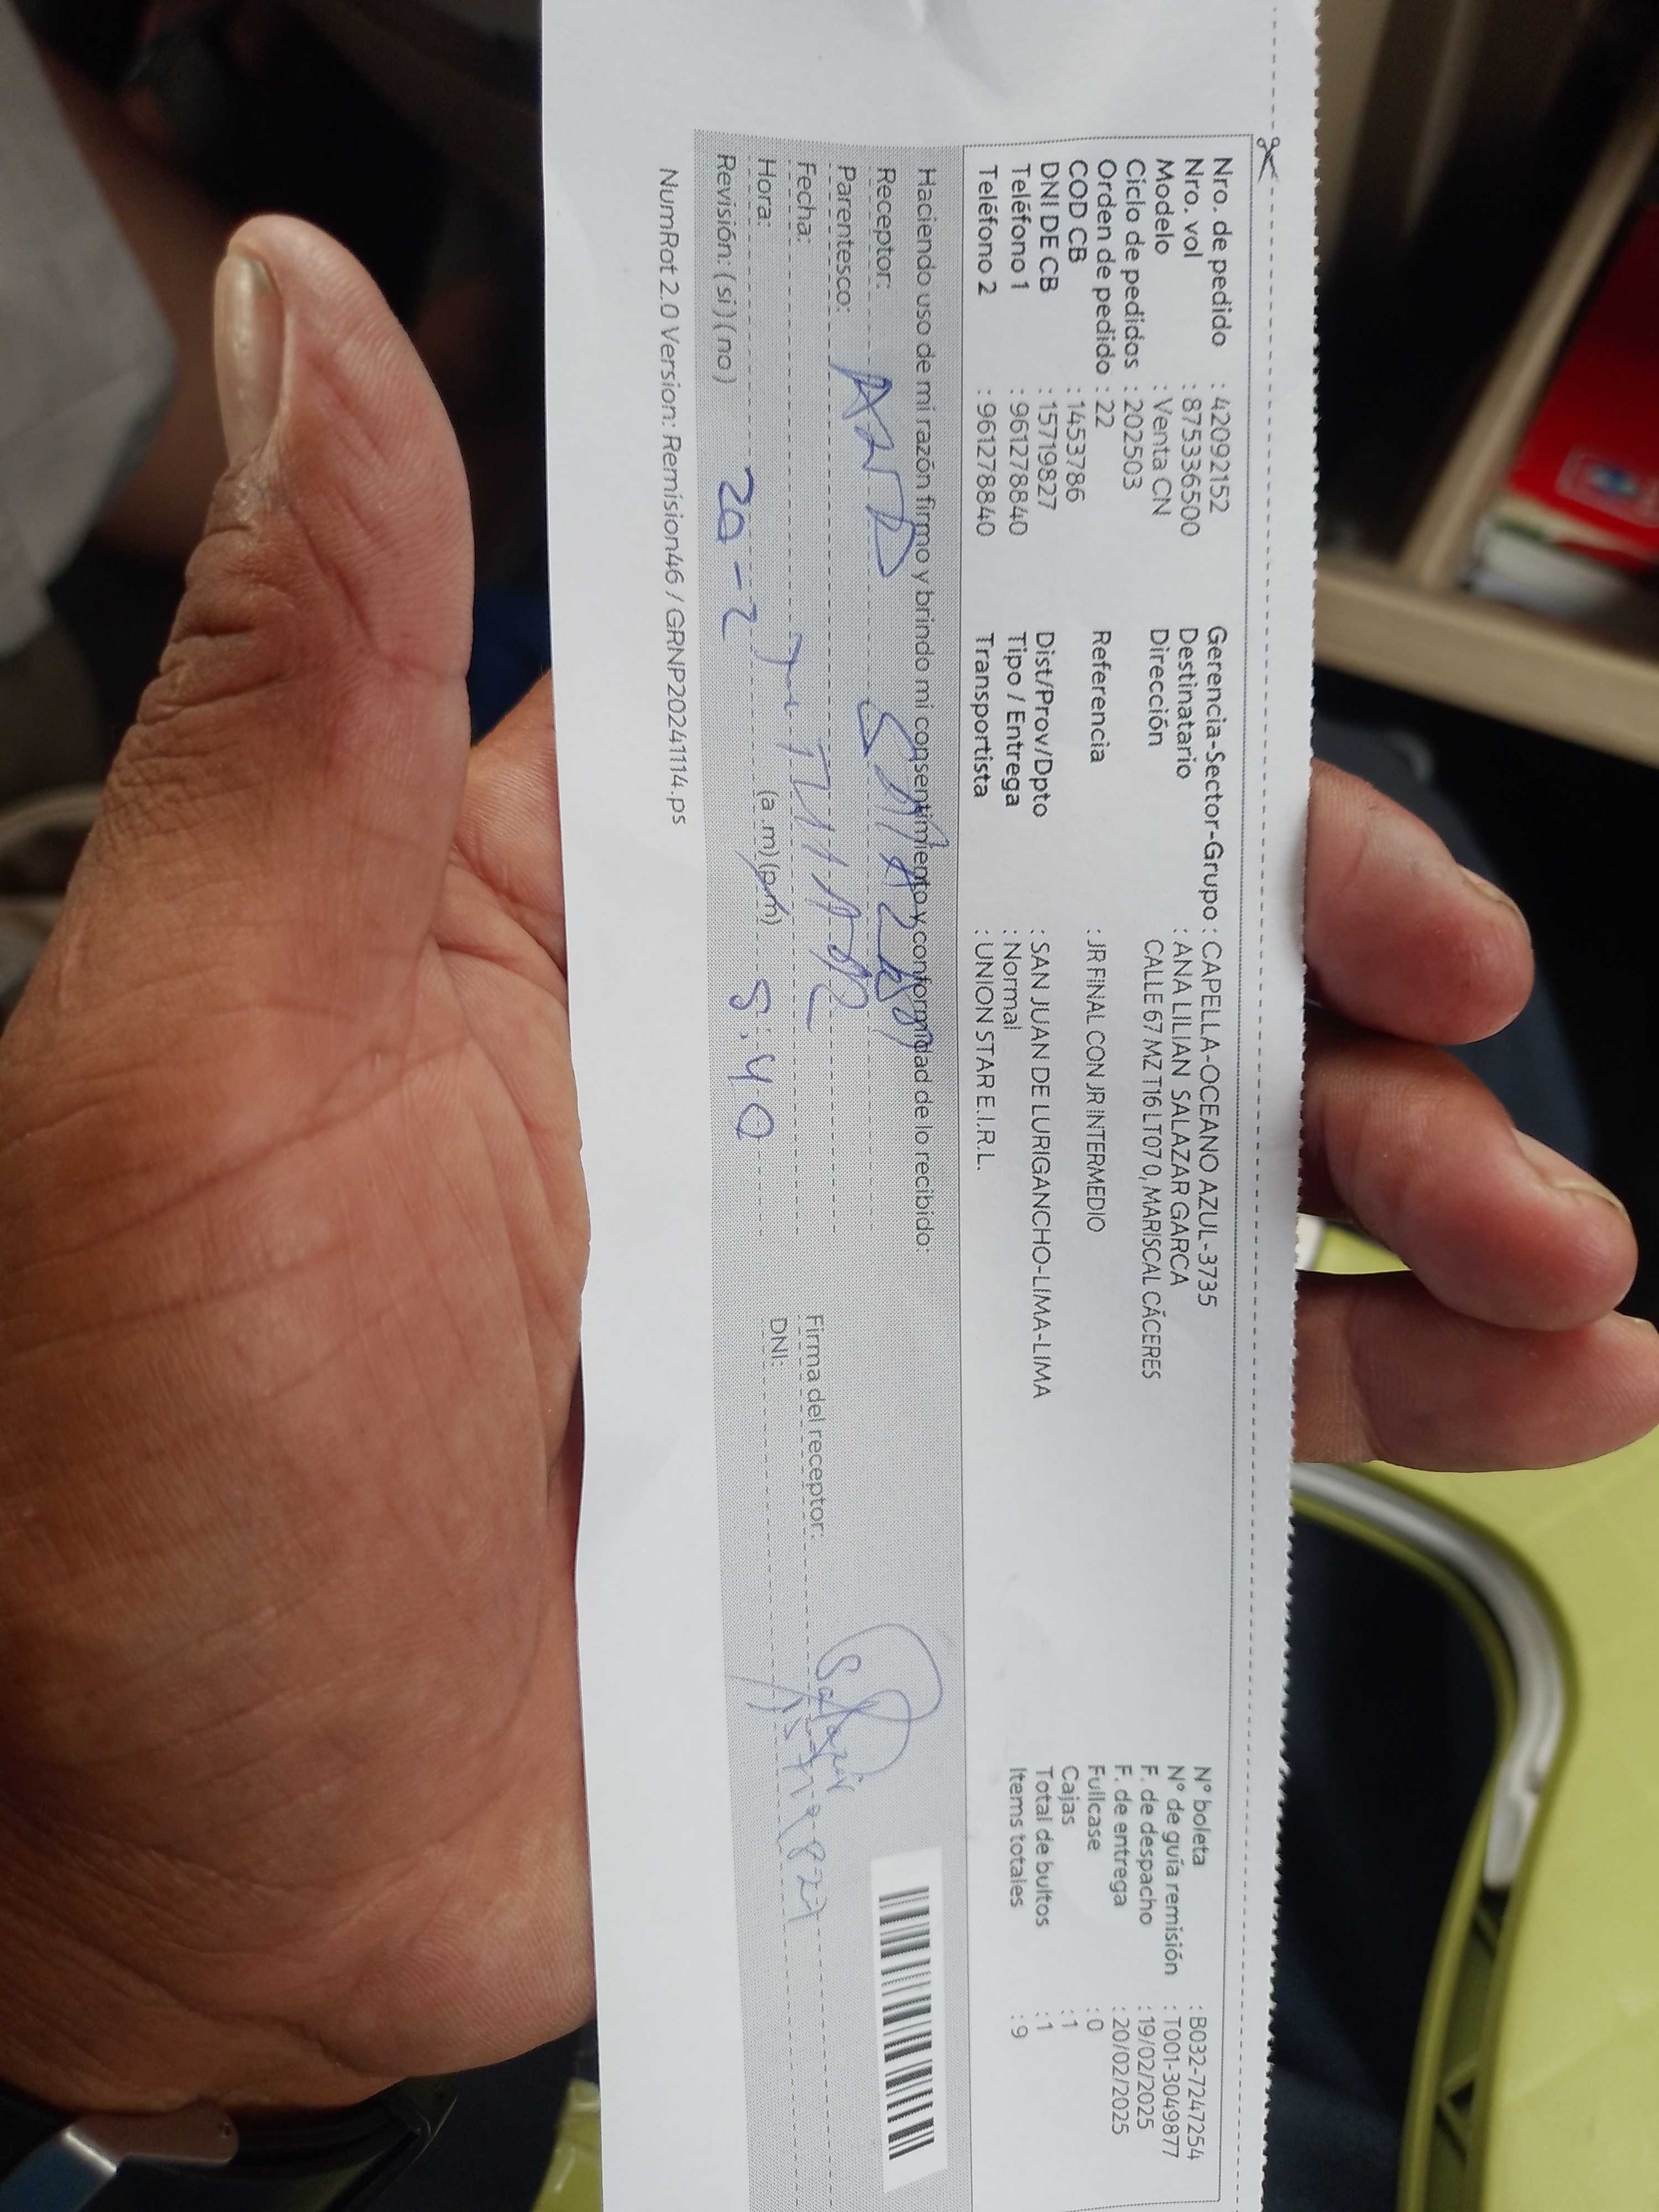 Nro. de pedido : 42092152
Nro. vol : 875336500
Modelo : Venta CN
Ciclo de pedidos : 202503
Orden de pedido : 22
COD CB : 1453786
DNI DE CB : 15719827
Teléfono 1 : 961278840
Teléfono 2 : 961278840
Gerencia-Sector-Grupo : CAPELLA-OCEANO AZUL-3735
Destinatario : ANA LILIAN SALAZAR GARCA
Dirección CALLE 67 MZ T16 LT07 0, MARISCAL CÁCERES
Referencia : JR FINAL CON JR INTERMEDIO
Dist/Prov/Dpto : SAN JUAN DE LURIGANCHO-LIMA-LIMA
Tipo / Entrega : Normal
Transportista : UNION STAR E.I.R.L.
N° boleta : B032-7247254
N° de guía remisión : T001-3049877
F. de despacho : 19/02/2025
F. de entrega : 20/02/2025
Fullcase : 0
Cajas : 1
Total de bultos : 1
Items totales : 9
Haciendo uso de mi razón firmo y brindo mi consentimiento y conformidad de lo recibido:
Receptor:
Parentesco:
Fecha:
Hora: (a.m)(p.m)
Revisión: (si)(no) 20-2 5:40
Firma del receptor: Salazar
DNI:
NumRot 2.0 Version: Remision46 / GRNP20241114.ps